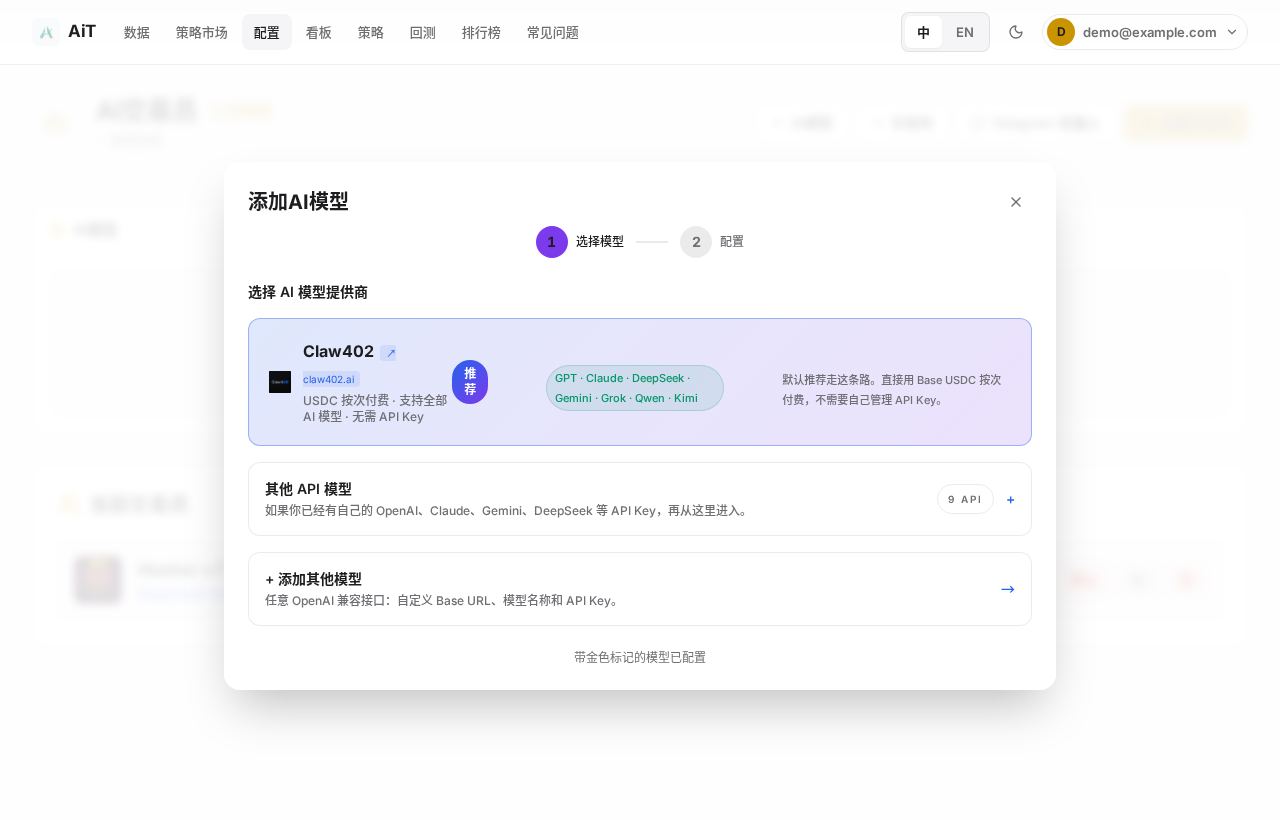 AiT
数据
策略市场
配置
看板
策略
回测
排行榜
常见问题
中
EN
D
demo@example.com
添加AI模型
1
选择模型
2
配置
选择 AI 模型提供商
Claw402 ↗
claw402.ai
USDC 按次付费 · 支持全部
AI 模型 · 无需 API Key
推
荐
GPT · Claude · DeepSeek ·
Gemini · Grok · Qwen · Kimi
默认推荐走这条路。直接用 Base USDC 按次
付费，不需要自己管理 API Key。
其他 API 模型
如果你已经有自己的 OpenAI、Claude、Gemini、DeepSeek 等 API Key，再从这里进入。
9 API
+
+ 添加其他模型
任意 OpenAI 兼容接口：自定义 Base URL、模型名称和 API Key。
→
带金色标记的模型已配置